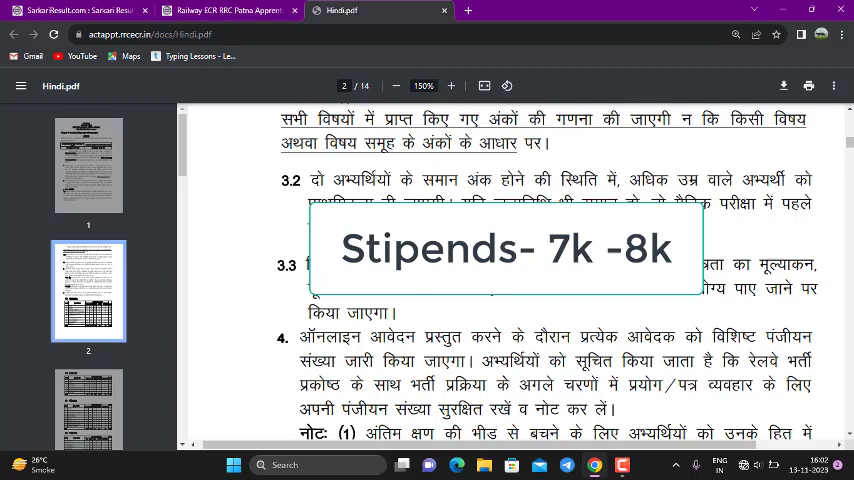 SarkariResult.com : Sarkari Resul
Railway ECR RRC Patna Apprenti
Hindi.pdf
actappt.rrcecr.in/docs/Hindi.pdf
Gmail
YouTube
Maps
Typing Lessons – Le...
Hindi.pdf
2 / 14
150%
सभी विषयों में प्राप्त किए गए अंकों की गणना की जाएगी न कि किसी विषय
अथवा विषय समूह के अंकों के आधार पर।
3.2 दो अभ्यर्थियों के समान अंक होने की स्थिति में, अधिक उम्र वाले अभ्यर्थी को
परीक्षा में पहले
Stipends- 7k -8k
3.3 का मूल्याकन,
पाए जाने पर
किया जाएगा।
4. ऑनलाइन आवेदन प्रस्तुत करने के दौरान प्रत्येक आवेदक को विशिष्ट पंजीयन
संख्या जारी किया जाएगा। अभ्यर्थियों को सूचित किया जाता है कि रेलवे भर्ती
प्रकोष्ठ के साथ भर्ती प्रक्रिया के अगले चरणों में प्रयोग/पत्र व्यवहार के लिए
अपनी पंजीयन संख्या सुरक्षित रखें व नोट कर लें।
नोटः (1) अंतिम क्षण की भीड़ से बचने के लिए अभ्यर्थियों को उनके हित में
1
2
26°C
Smoke
Search
ENG
IN
16:02
13-11-2023
2